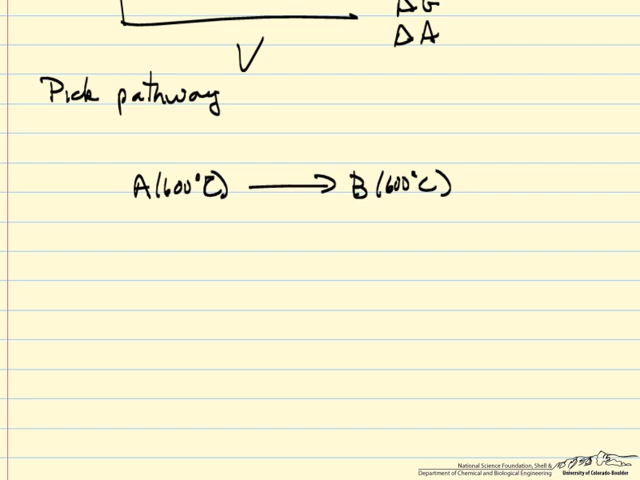 ΔG
ΔA
V
Pick pathway
A(600°C) ⟶ B(600°C)
National Science Foundation, Shell &
Department of Chemical and Biological Engineering
University of Colorado-Boulder